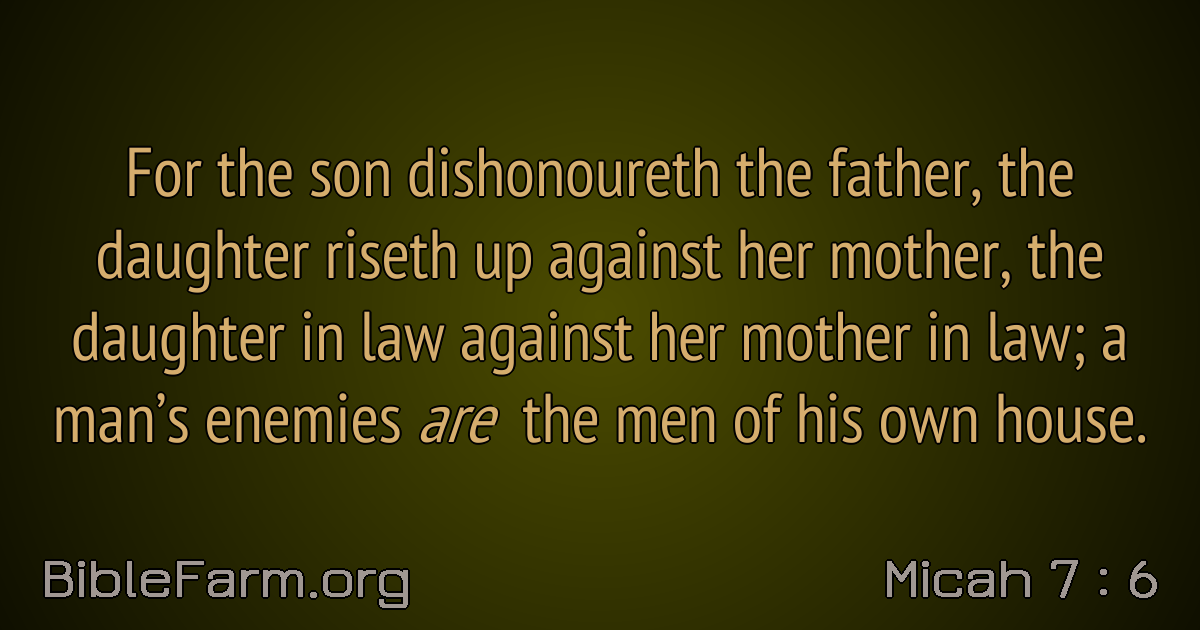 For the son dishonoureth the father, the
daughter riseth up against her mother, the
daughter in law against her mother in law; a
man’s enemies are the men of his own house.
BibleFarm.org
Micah 7 : 6